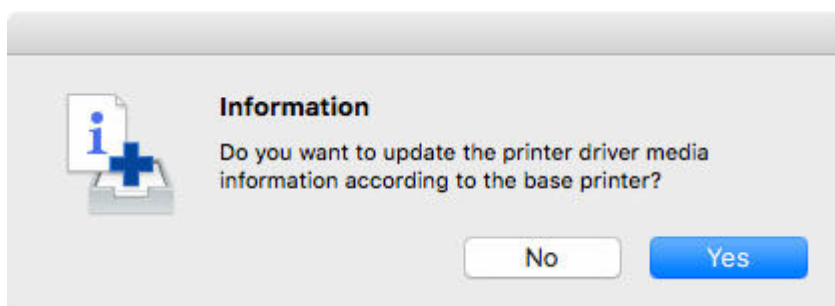 Information
Do you want to update the printer driver media
information according to the base printer?
No Yes